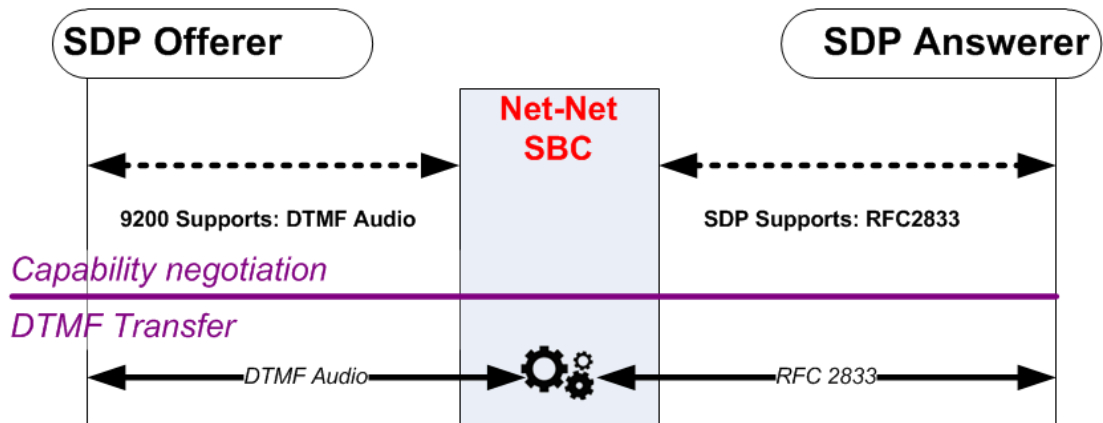 SDP Offerer
SDP Answerer
Net-Net
SBC
9200 Supports: DTMF Audio
SDP Supports: RFC2833
Capability negotiation
DTMF Transfer
DTMF Audio
RFC 2833